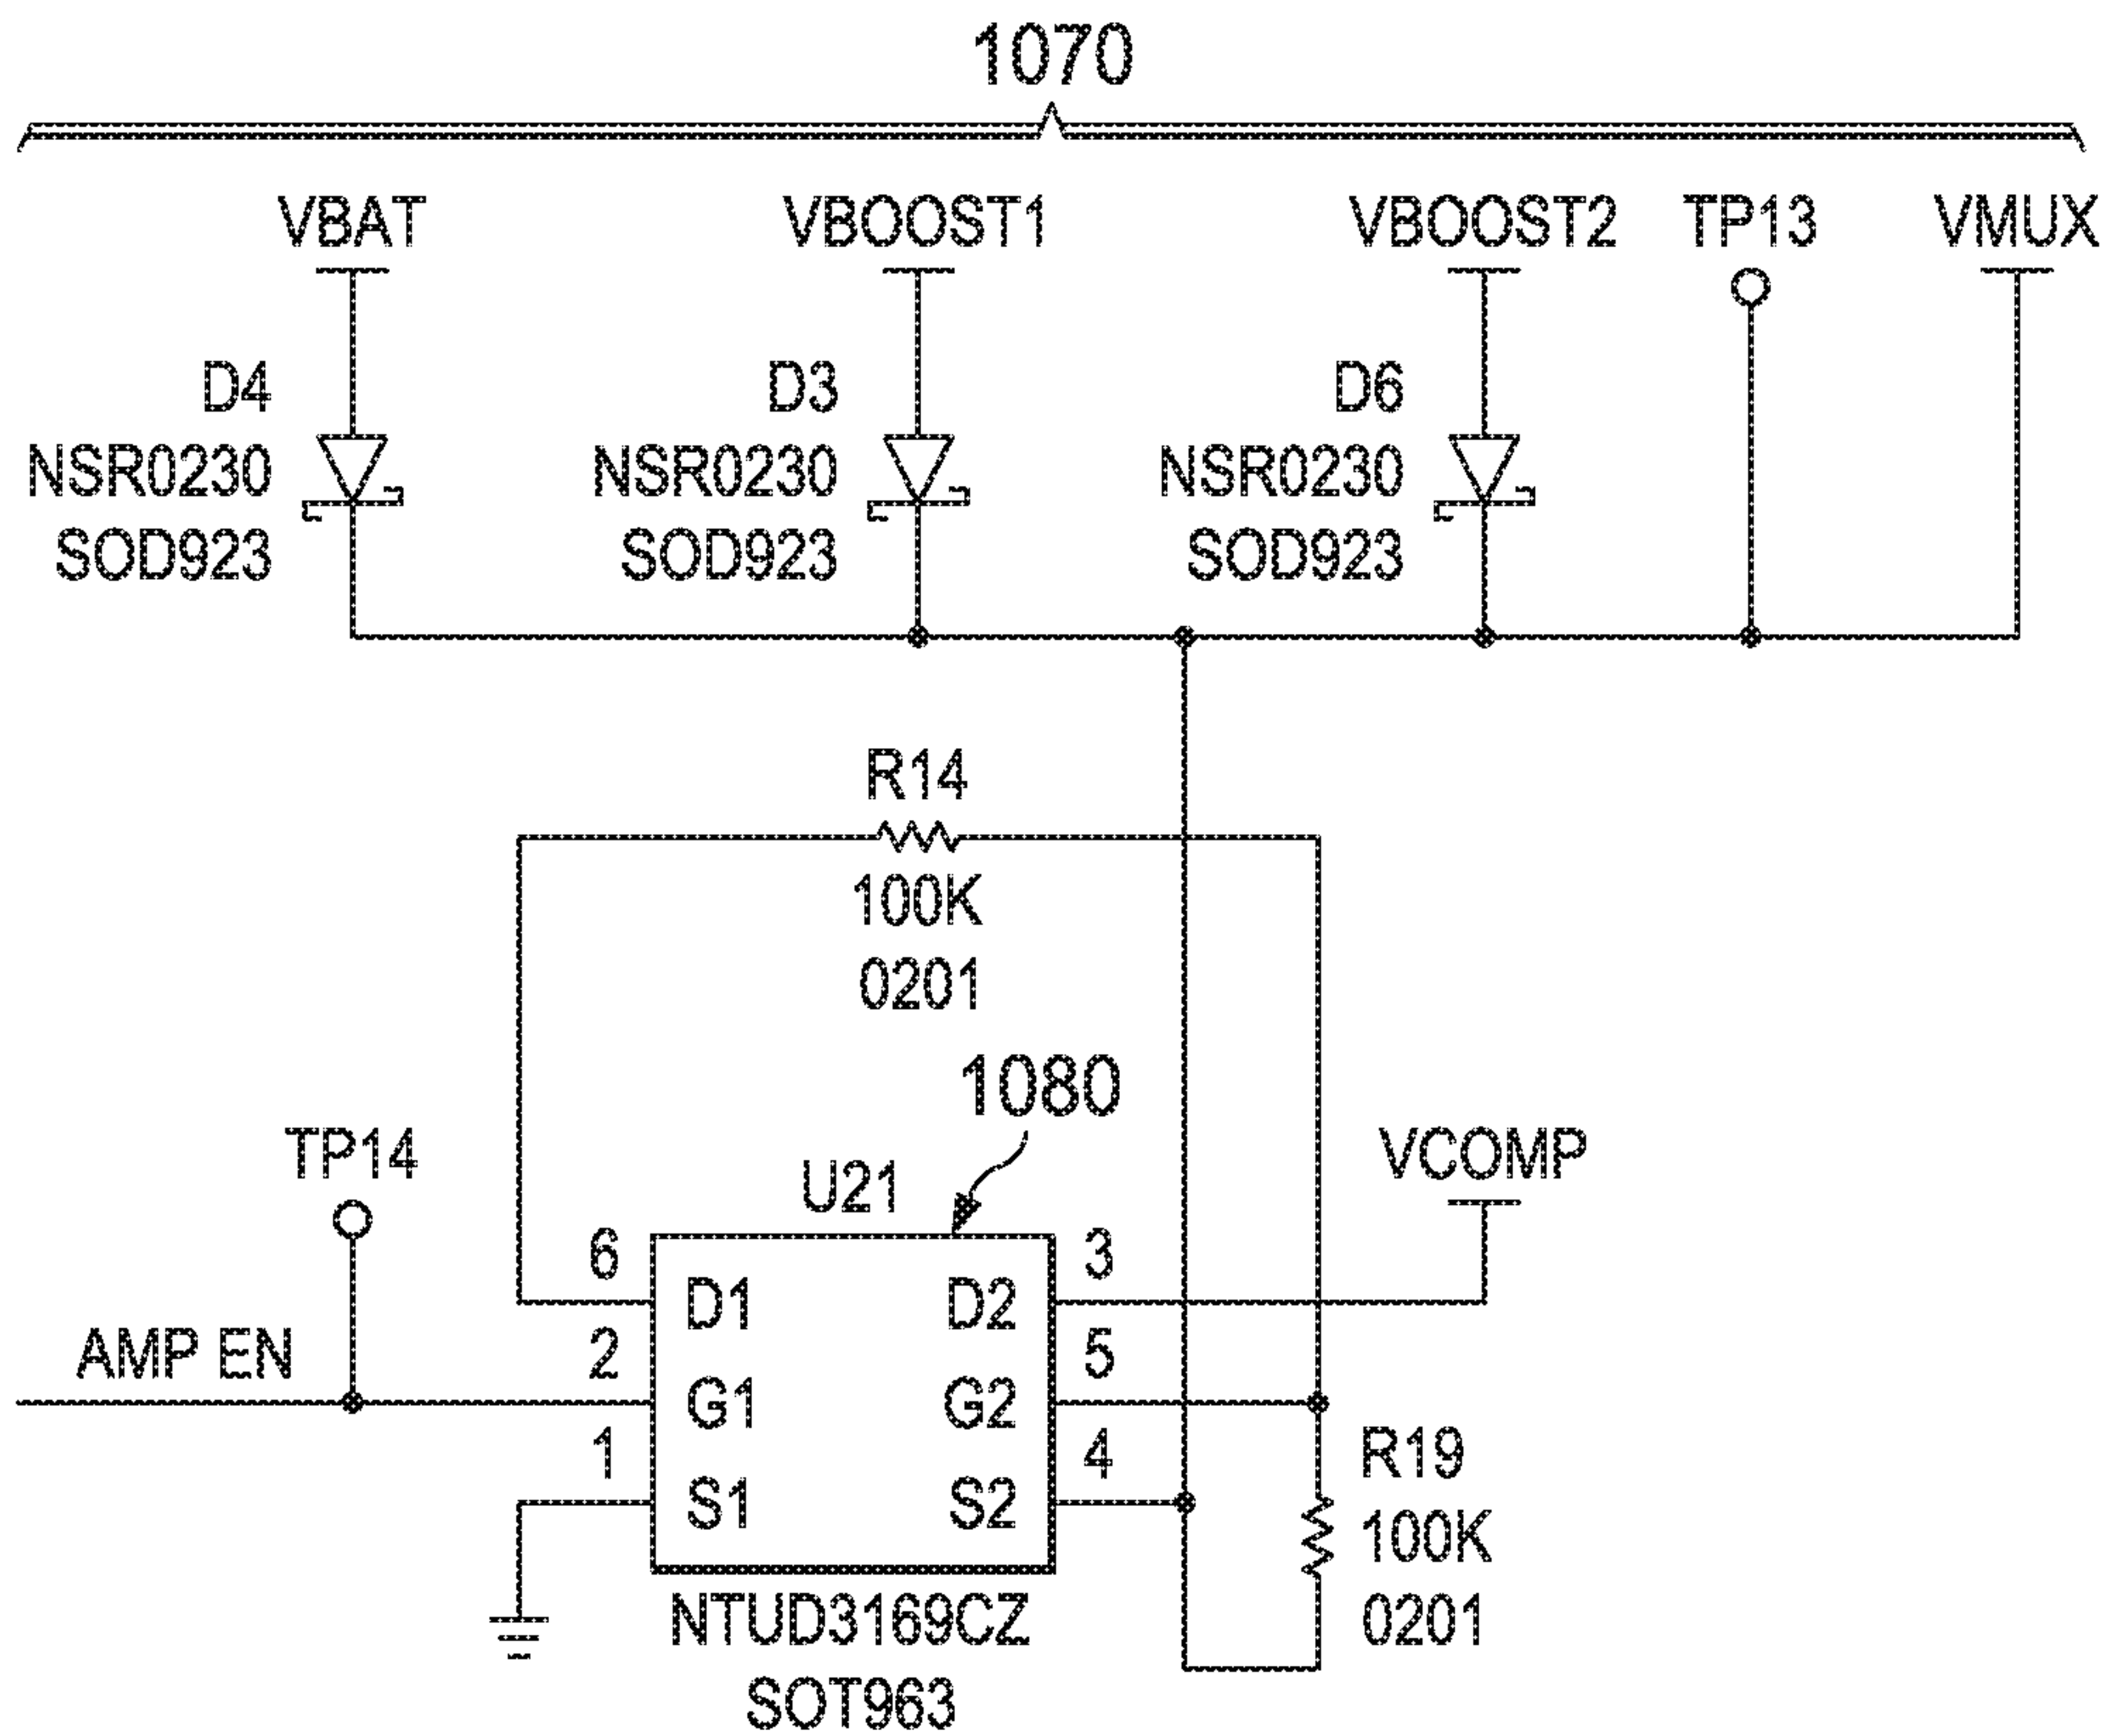 1070
VBAT VBOOST1 VBOOST2 TP13 VMUX
D4 D3 D6
NSR0230 NSR0230 NSR0230
SOD923 SOD923 SOD923
R14
100K
0201
1080
TP14 U21 VCOMP
6 3
D1 D2
AMP EN 2 5
G1 G2
1 4 R19
S1 S2 100K
NTUD3169CZ 0201
SOT963